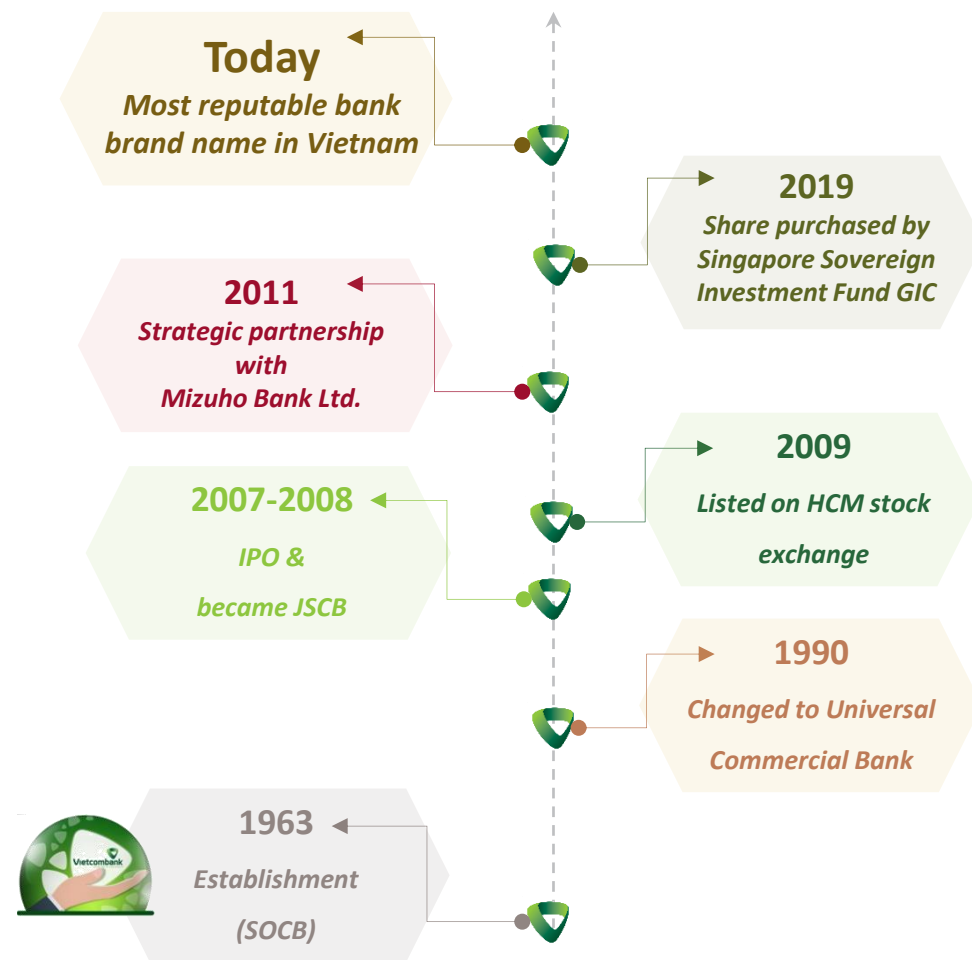 Today
Most reputable bank
brand name in Vietnam
2019
Share purchased by
Singapore Sovereign
Investment Fund GIC
2011
Strategic partnership
with
Mizuho Bank Ltd.
2009
Listed on HCM stock
exchange
2007-2008
IPO &
became JSCB
1990
Changed to Universal
Commercial Bank
1963
Establishment
(SOCB)
Vietcombank